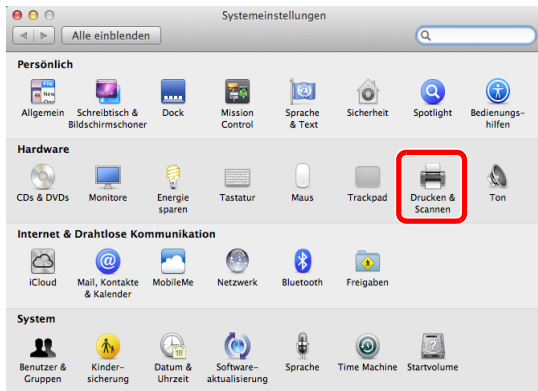 Systemeinstellungen
Alle einblenden
Persönlich
Allgemein
Schreibtisch &
Bildschirmschoner
Dock
Mission
Control
Sprache
& Text
Sicherheit
Spotlight
Bedienungs-
hilfen
Hardware
CDs & DVDs
Monitore
Energie
sparen
Tastatur
Maus
Trackpad
Drucken &
Scannen
Ton
Internet & Drahtlose Kommunikation
iCloud
Mail, Kontakte
& Kalender
MobileMe
Netzwerk
Bluetooth
Freigaben
System
Benutzer &
Gruppen
Kinder-
sicherung
Datum &
Uhrzeit
Software-
aktualisierung
Sprache
Time Machine
Startvolume